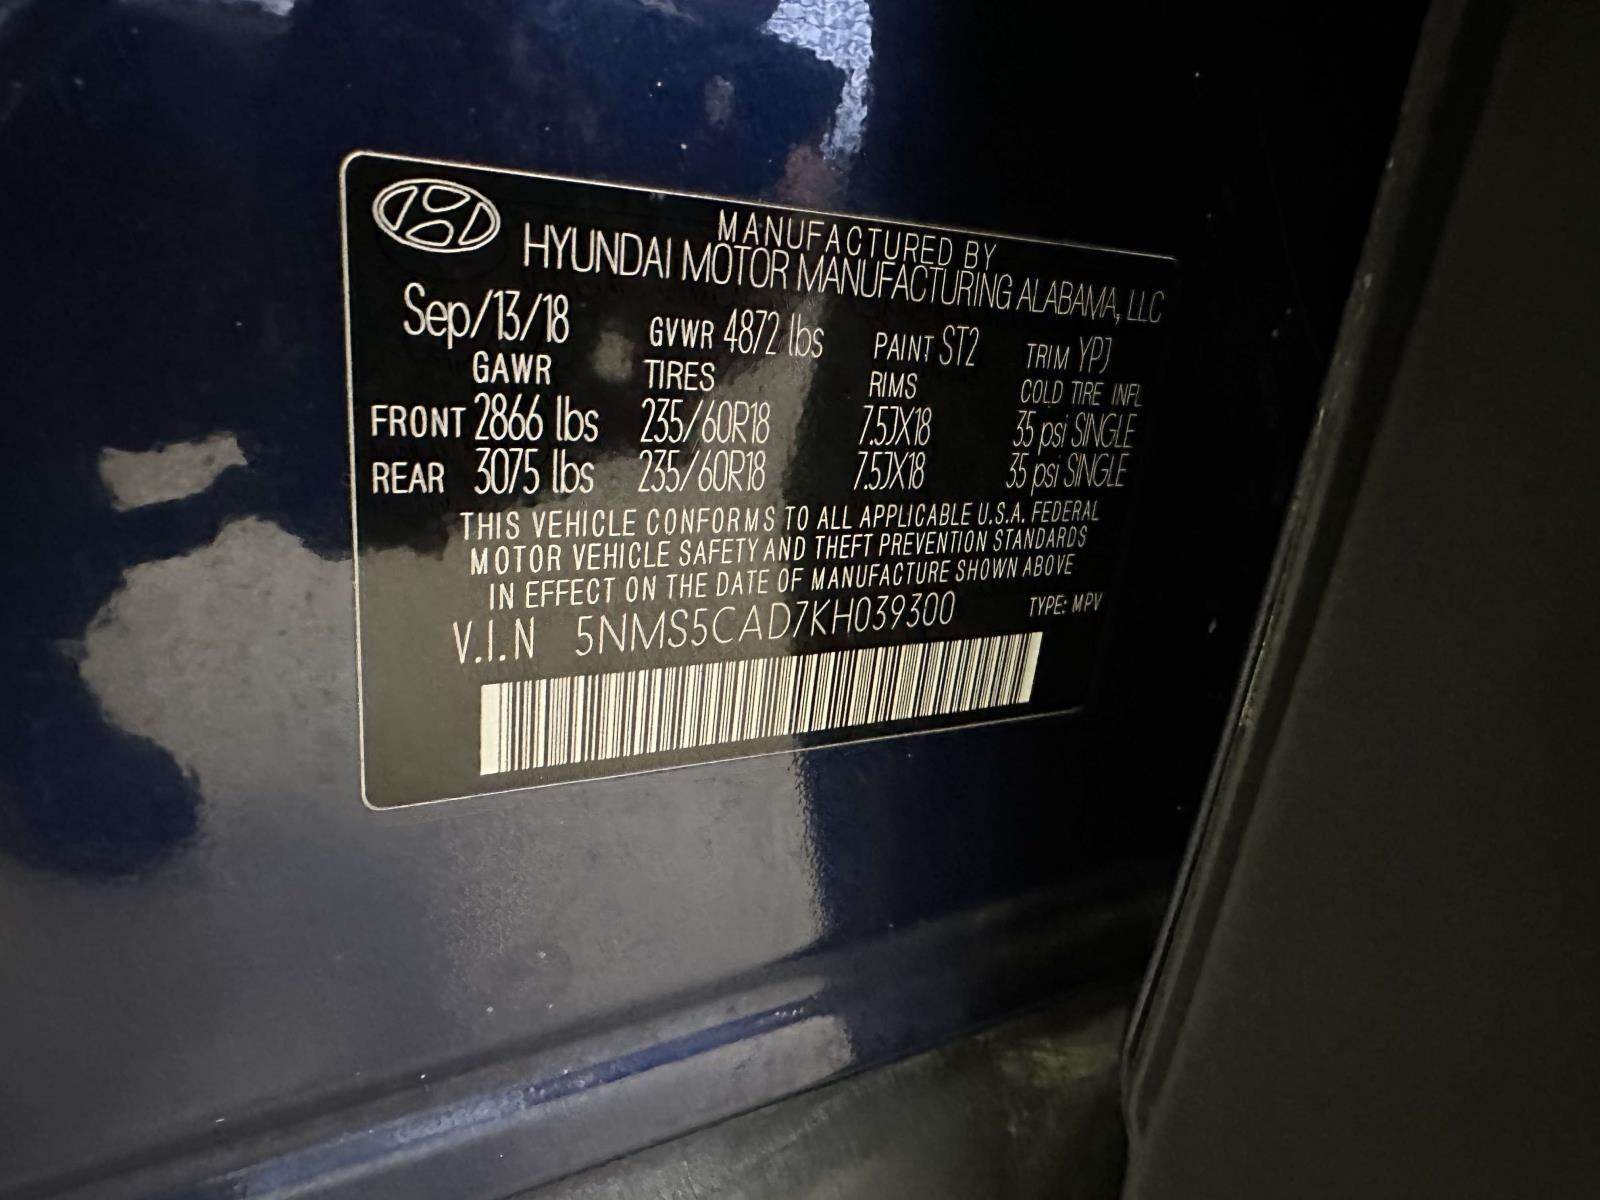 MANUFACTURED BY
HYUNDAI MOTOR MANUFACTURING ALABAMA, LLC
Sep/13/18 GVWR 4872 lbs PAINT ST2 TRIM YPJ
GAWR TIRES RIMS COLD TIRE INFL
FRONT 2866 lbs 235/60R18 7.5JX18 35 psi SINGLE
REAR 3075 lbs 235/60R18 7.5JX18 35 psi SINGLE
THIS VEHICLE CONFORMS TO ALL APPLICABLE U.S.A. FEDERAL
MOTOR VEHICLE SAFETY AND THEFT PREVENTION STANDARDS
IN EFFECT ON THE DATE OF MANUFACTURE SHOWN ABOVE
V.I.N 5NMS5CAD7KH039300 TYPE: MPV